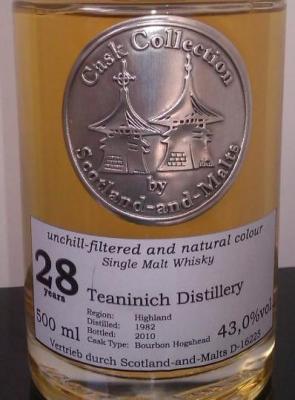 Cask Collection
by
Scotland-and-Malts
unchill-filtered and natural colour
Single Malt Whisky
28
years
Teaninich Distillery
500 ml
Region: Highland
Distilled: 1982
Bottled: 2010
Cask Type: Bourbon Hogshead
43,0%vol
Vertrieb durch Scotland-and-Malts D-16225